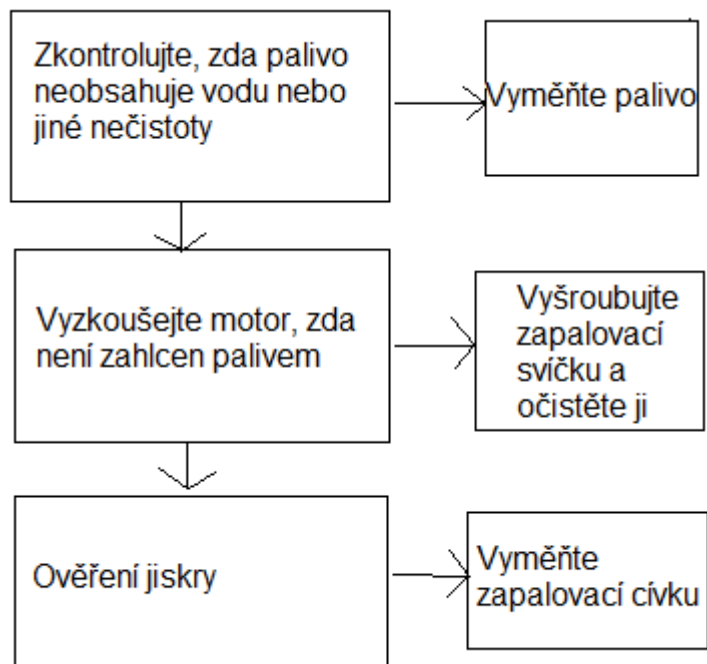 Zkontrolujte, zda palivo
neobsahuje vodu nebo
jiné nečistoty
Vyměňte palivo
Vyzkoušejte motor, zda
není zahlcen palivem
Vyšroubujte
zapalovací
svíčku a
očistěte ji
Ověření jiskry
Vyměňte
zapalovací cívku